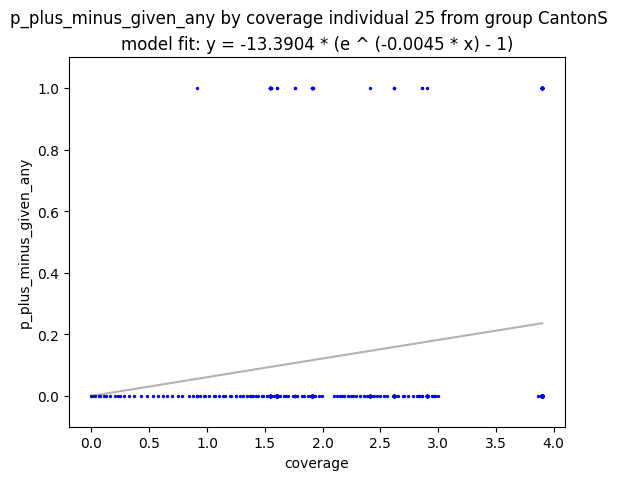 p_plus_minus_given_any by coverage individual 25 from group CantonS
model fit: y = -13.3904 * (e ^ (-0.0045 * x) - 1)
1.0
0.8
0.6
0.4
0.2
0.0
p_plus_minus_given_any
0.0 0.5 1.0 1.5 2.0 2.5 3.0 3.5 4.0
coverage